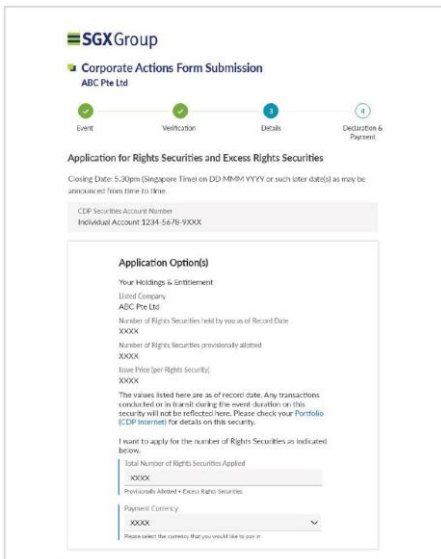 SGX Group
Corporate Actions Form Submission
ABC Pte Ltd
3
4
Event
Verification
Details
Declaration &
Payment
Application for Rights Securities and Excess Rights Securities
Closing Date: 5.30pm (Singapore Time) on DD MMM YYYY or such later date(s) as may be
announced from time to time.
CDP Securities Account Number
Individual Account 1234-5678-9XXX
Application Option(s)
Your Holdings & Entitlement
Listed Company
ABC Pte Ltd
Number of Rights Securities held by you as of Record Date
XXXX
Number of Rights Securities provisionally allotted
XXXX
Issue Price (per Rights Security)
XXXX
The values listed here are as of record date. Any transactions
conducted or in transit during the event duration on this
security will not be reflected here. Please check your Portfolio
(CDP Internet) for details on this security.
I want to apply for the number of Rights Securities as indicated
below.
Total Number of Rights Securities Applied
XXXX
Provisionally Allotted + Excess Rights Securities
Payment Currency
XXXX
Please select the currency that you would like to pay in